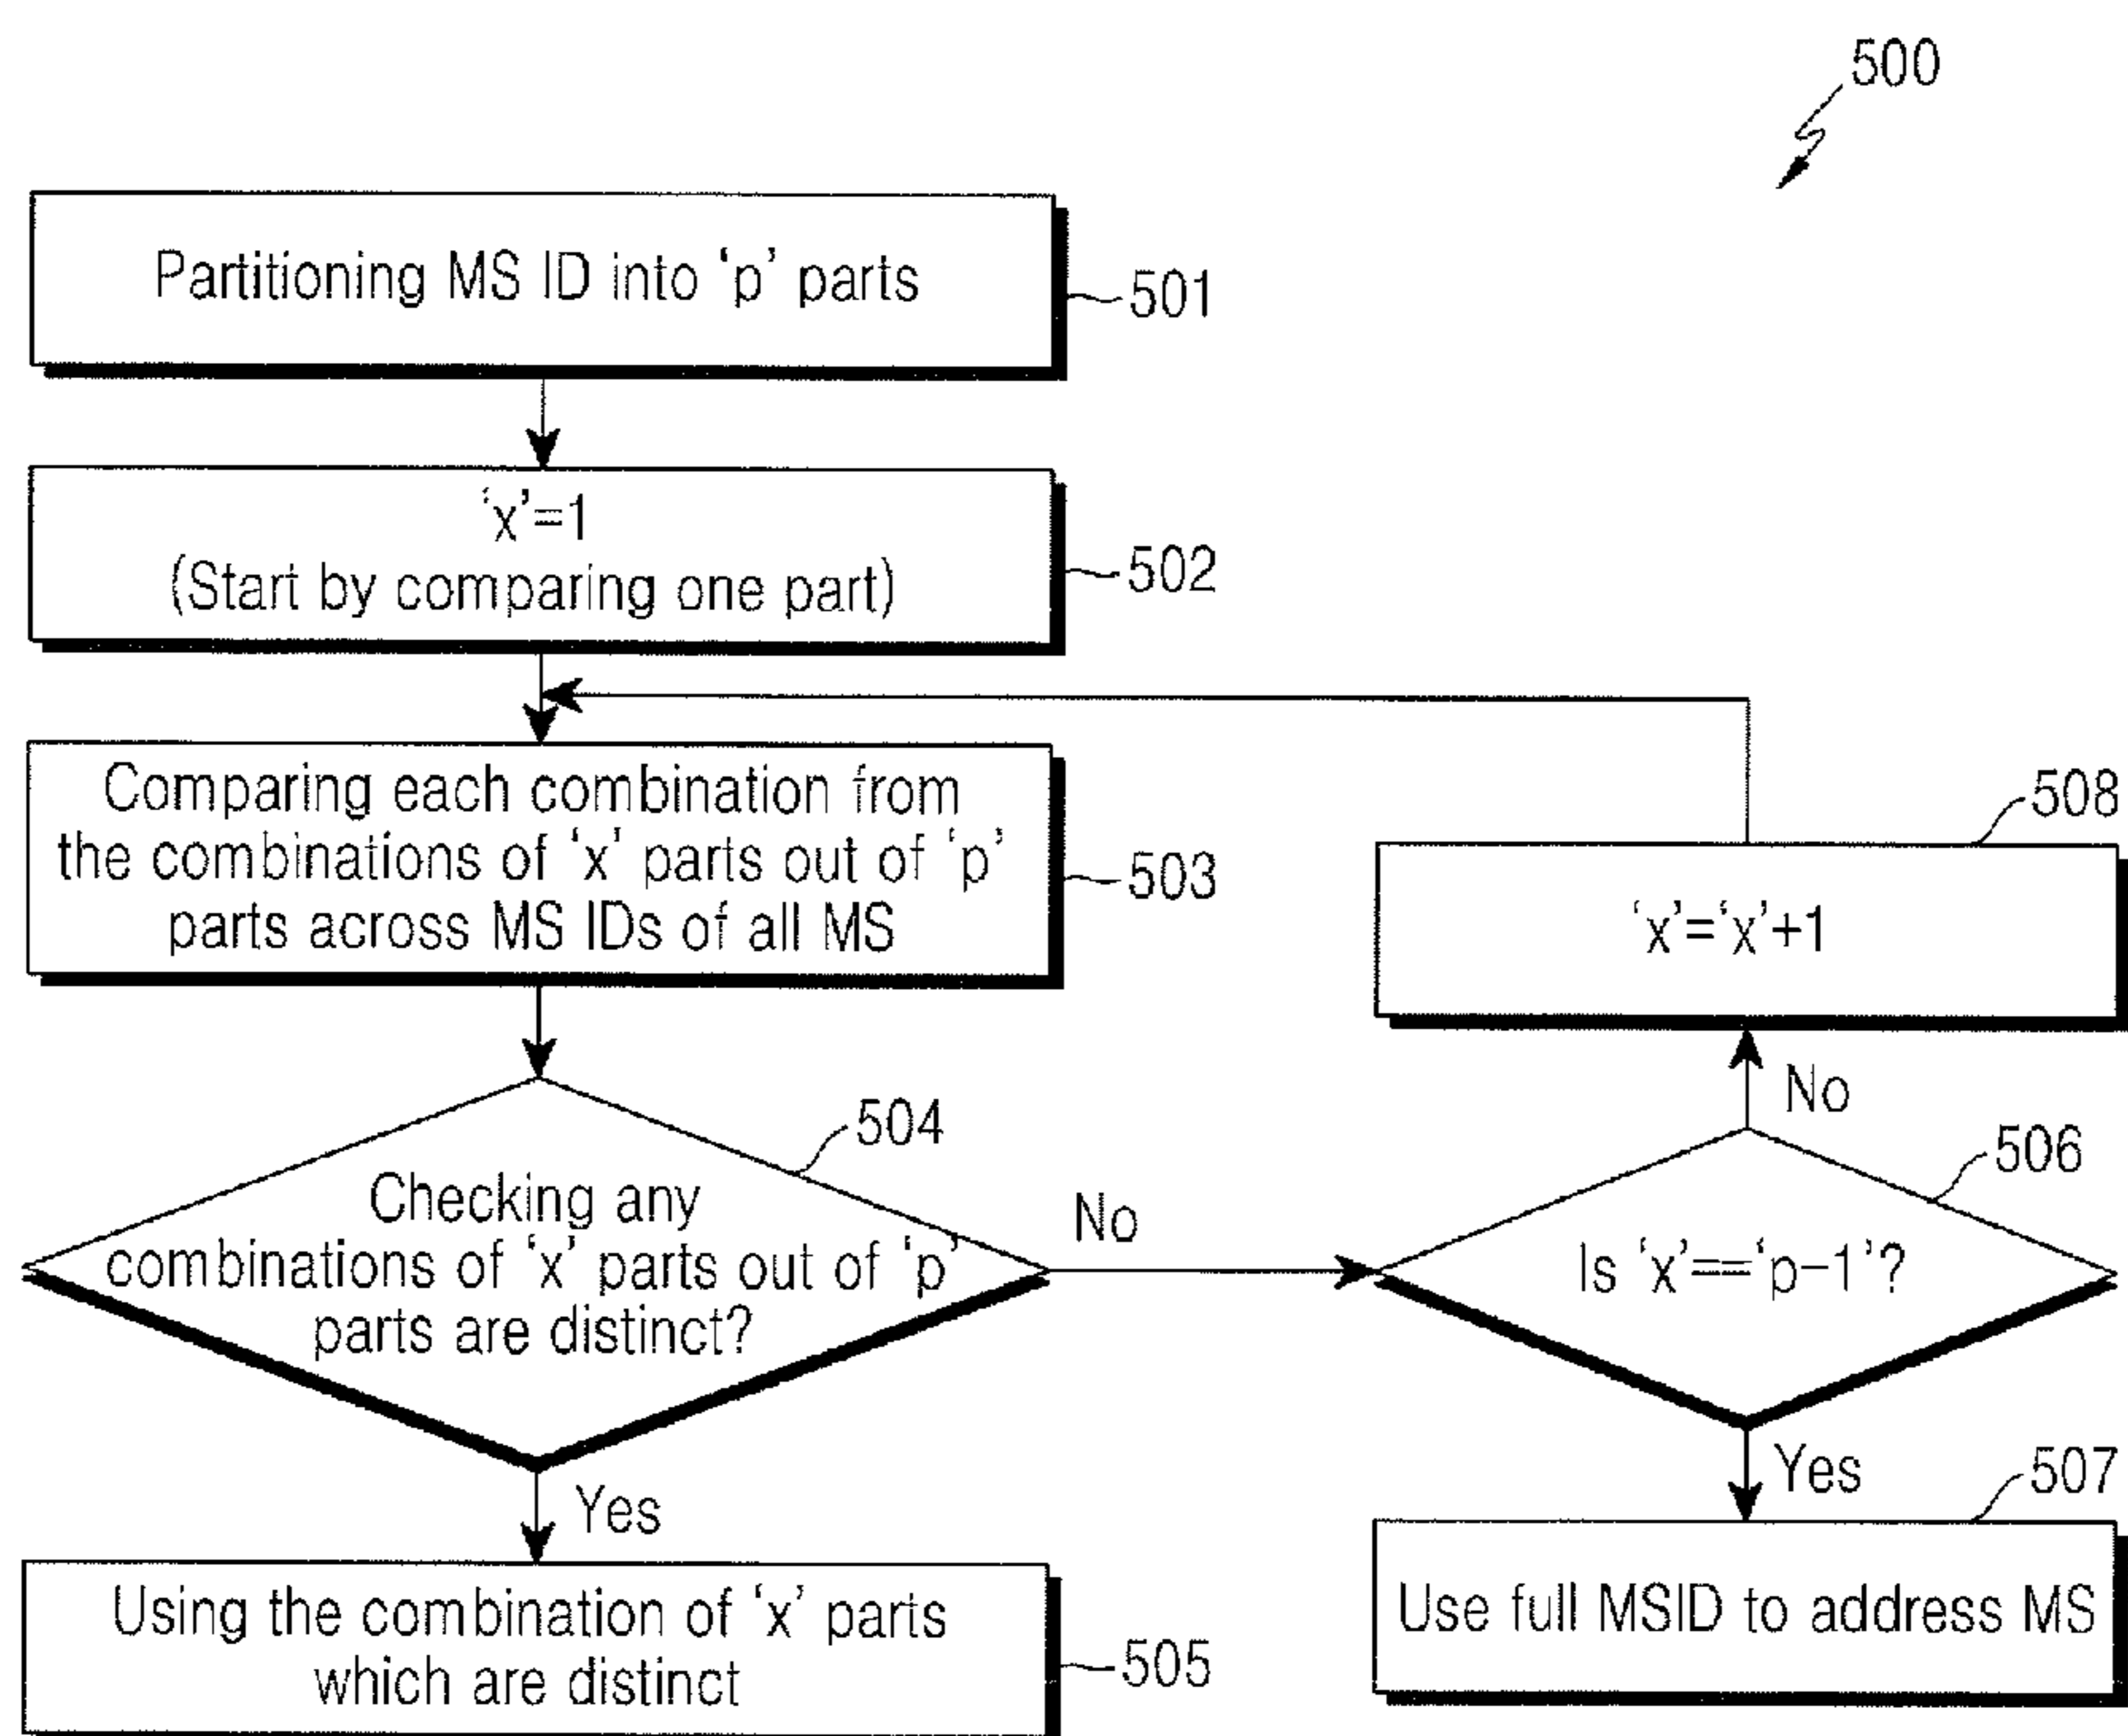 500
Partitioning MS ID into ‘p’ parts
501
‘x’=1
(Start by comparing one part)
502
Comparing each combination from
the combinations of ‘x’ parts out of ‘p’
parts across MS IDs of all MS
503
508
‘x’=‘x’+1
No
504
Checking any
combinations of ‘x’ parts out of ‘p’
parts are distinct?
No
506
Is ‘x’==‘p-1’?
Yes
Yes
507
Using the combination of ‘x’ parts
which are distinct
505
Use full MSID to address MS